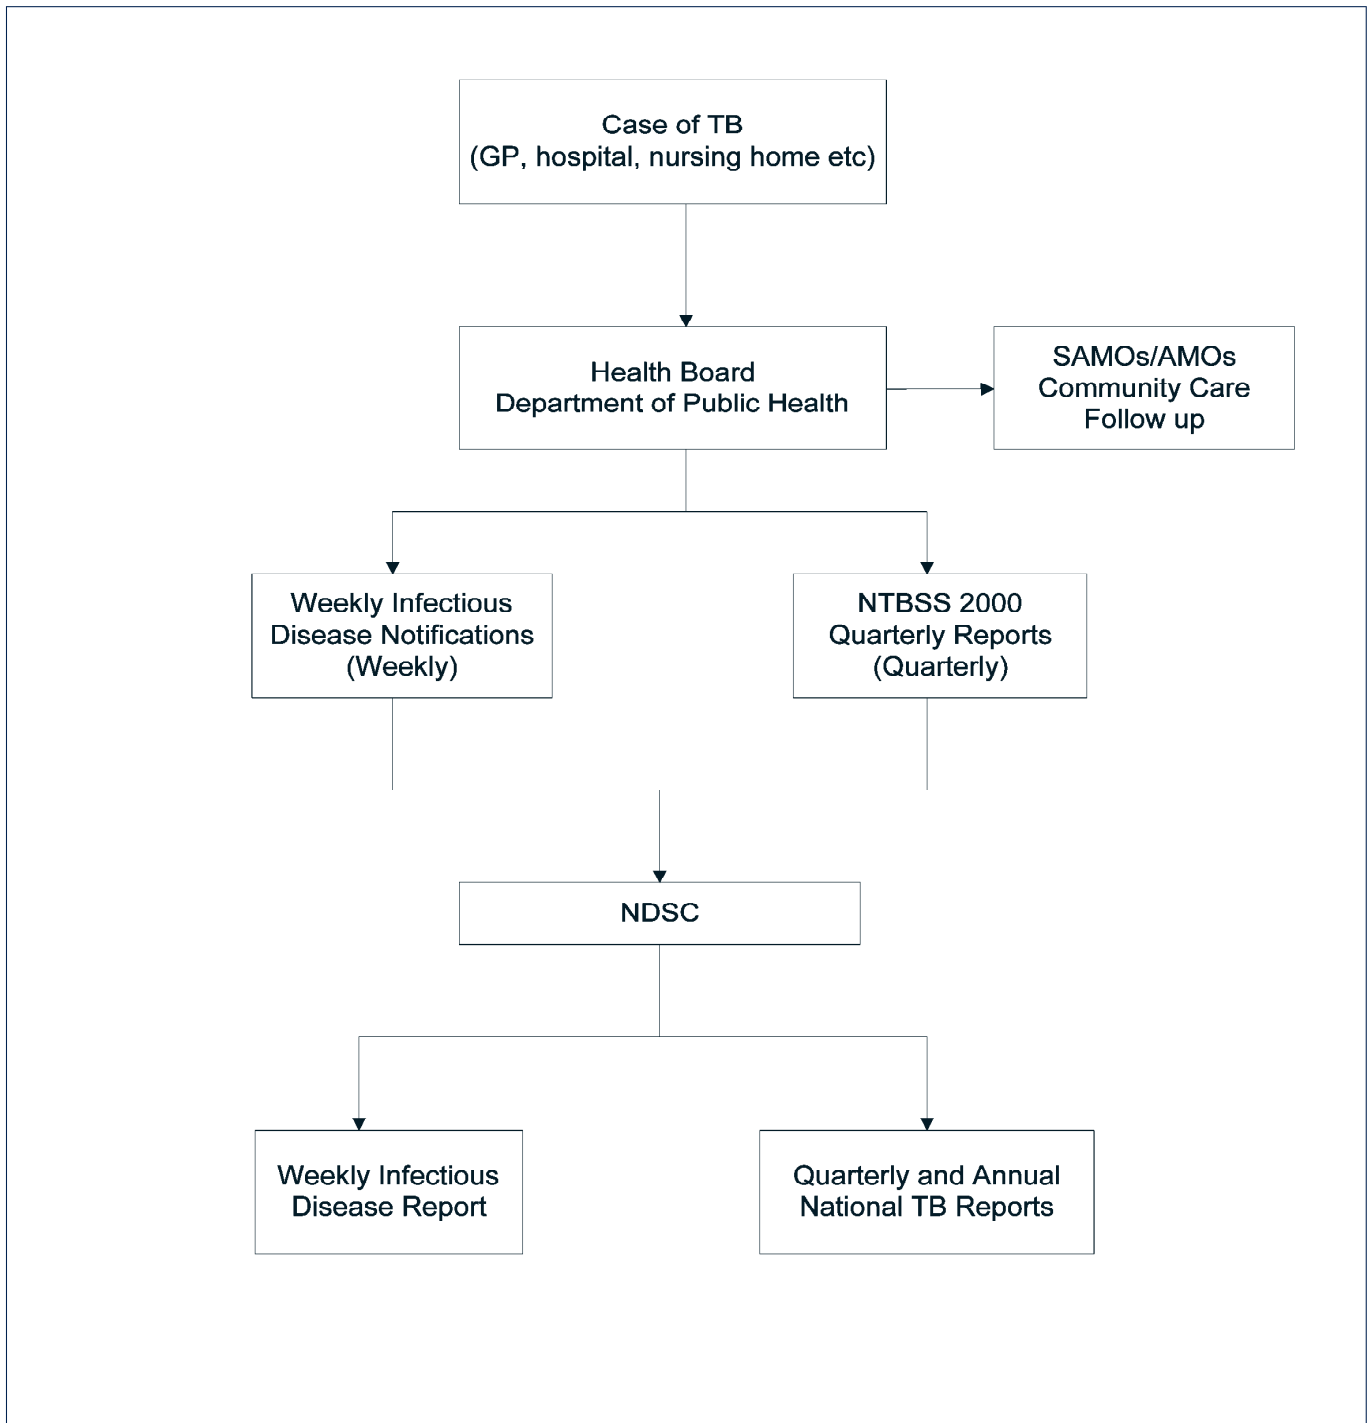 Case of TB
(GP, hospital, nursing home etc)
Health Board
Department of Public Health
SAMOs/AMOs
Community Care
Follow up
Weekly Infectious
Disease Notifications
(Weekly)
NTBSS 2000
Quarterly Reports
(Quarterly)
NDSC
Weekly Infectious
Disease Report
Quarterly and Annual
National TB Reports